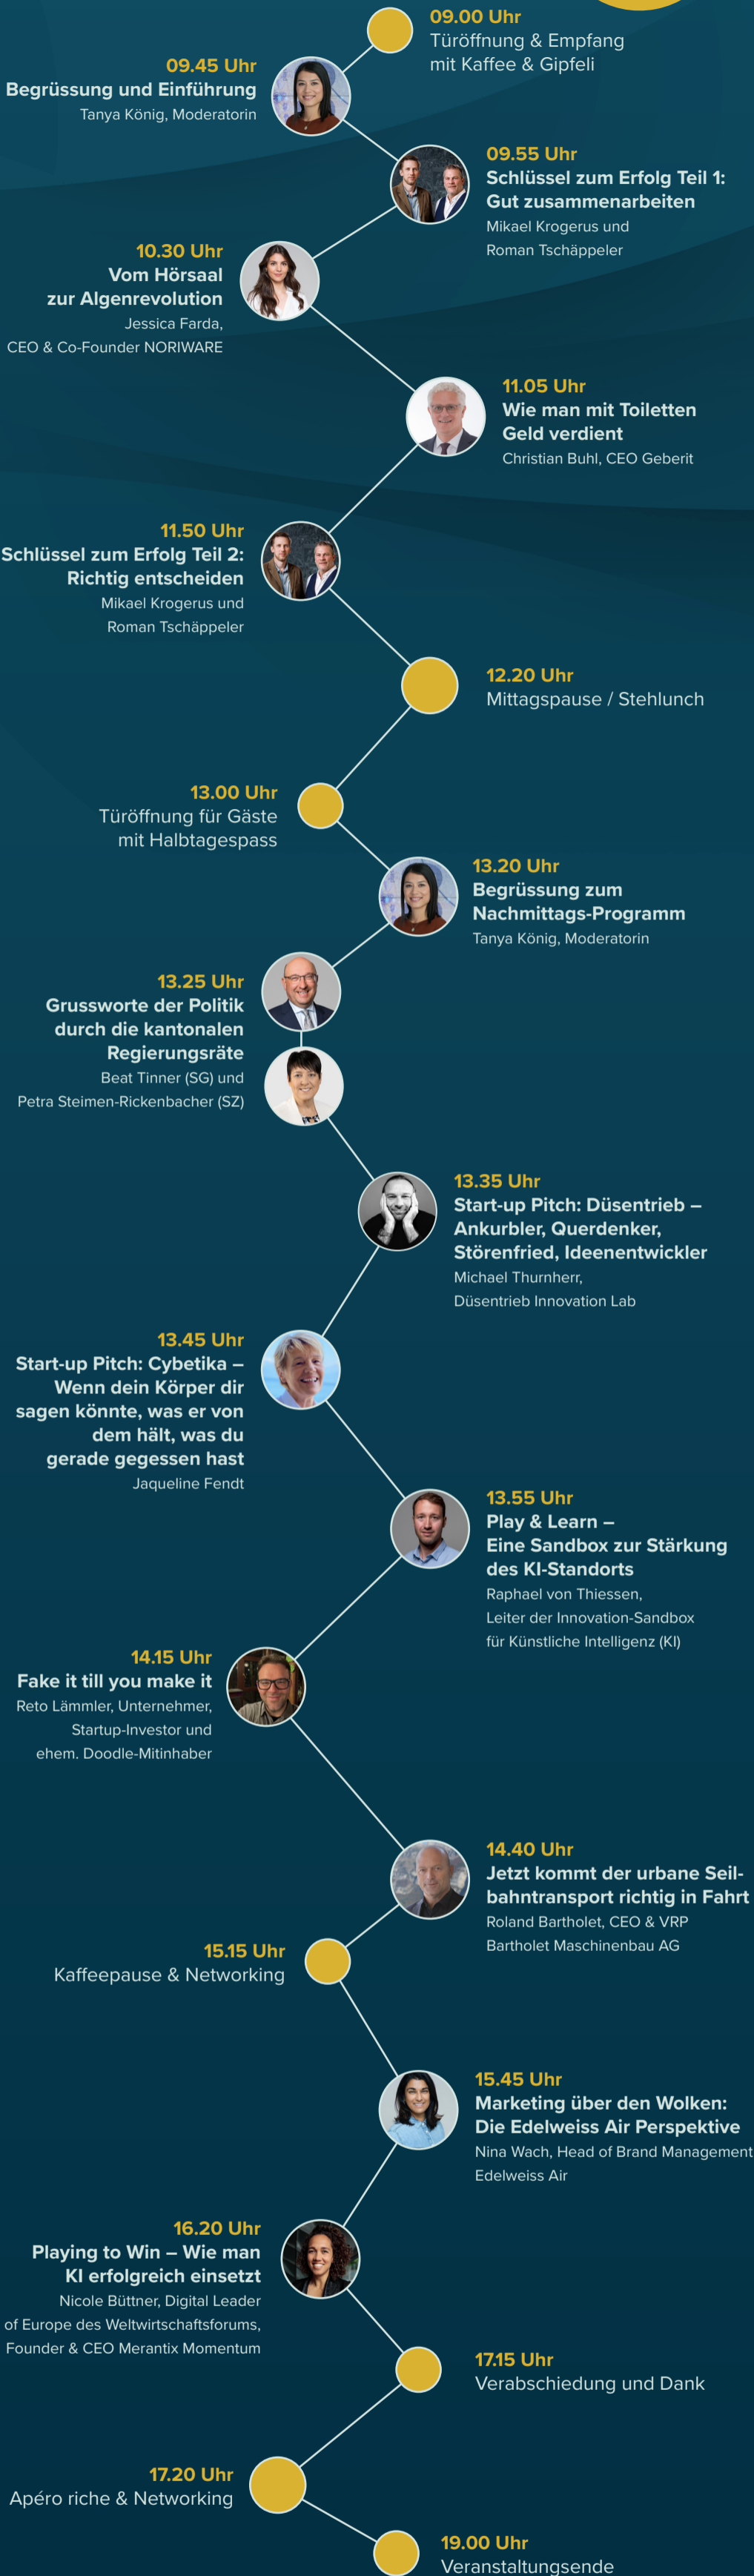 09.00 Uhr
Türöffnung & Empfang
mit Kaffee & Gipfeli
09.45 Uhr
Begrüssung und Einführung
Tanya König, Moderatorin
09.55 Uhr
Schlüssel zum Erfolg Teil 1:
Gut zusammenarbeiten
Mikael Krogerus und
Roman Tschäppeler
10.30 Uhr
Vom Hörsaal
zur Algenrevolution
Jessica Farda,
CEO & Co-Founder NORIWARE
11.05 Uhr
Wie man mit Toiletten
Geld verdient
Christian Buhl, CEO Geberit
11.50 Uhr
Schlüssel zum Erfolg Teil 2:
Richtig entscheiden
Mikael Krogerus und
Roman Tschäppeler
12.20 Uhr
Mittagspause / Stehlunch
13.00 Uhr
Türöffnung für Gäste
mit Halbtagespass
13.20 Uhr
Begrüssung zum
Nachmittags-Programm
Tanya König, Moderatorin
13.25 Uhr
Grussworte der Politik
durch die kantonalen
Regierungsräte
Beat Tinner (SG) und
Petra Steimen-Rickenbacher (SZ)
13.35 Uhr
Start-up Pitch: Düsentrieb –
Ankurbler, Querdenker,
Störenfried, Ideenentwickler
Michael Thurnherr,
Düsentrieb Innovation Lab
13.45 Uhr
Start-up Pitch: Cybetika –
Wenn dein Körper dir
sagen könnte, was er von
dem hält, was du
gerade gegessen hast
Jaqueline Fendt
13.55 Uhr
Play & Learn –
Eine Sandbox zur Stärkung
des KI-Standorts
Raphael von Thiessen,
Leiter der Innovation-Sandbox
für Künstliche Intelligenz (KI)
14.15 Uhr
Fake it till you make it
Reto Lämmler, Unternehmer,
Startup-Investor und
ehem. Doodle-Mitinhaber
14.40 Uhr
Jetzt kommt der urbane Seil-
bahntransport richtig in Fahrt
Roland Bartholet, CEO & VRP
Bartholet Maschinenbau AG
15.15 Uhr
Kaffeepause & Networking
15.45 Uhr
Marketing über den Wolken:
Die Edelweiss Air Perspektive
Nina Wach, Head of Brand Management
Edelweiss Air
16.20 Uhr
Playing to Win – Wie man
KI erfolgreich einsetzt
Nicole Büttner, Digital Leader
of Europe des Weltwirtschaftsforums,
Founder & CEO Merantix Momentum
17.15 Uhr
Verabschiedung und Dank
17.20 Uhr
Apéro riche & Networking
19.00 Uhr
Veranstaltungsende